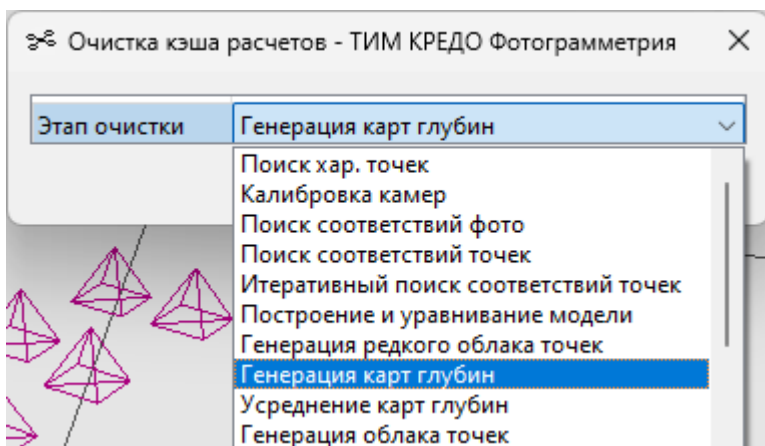 Очистка кэша расчетов - ТИМ КРЕДО Фотограмметрия
Этап очистки Генерация карт глубин
Поиск хар. точек
Калибровка камер
Поиск соответствий фото
Поиск соответствий точек
Итеративный поиск соответствий точек
Построение и уравнивание модели
Генерация редкого облака точек
Генерация карт глубин
Усреднение карт глубин
Генерация облака точек